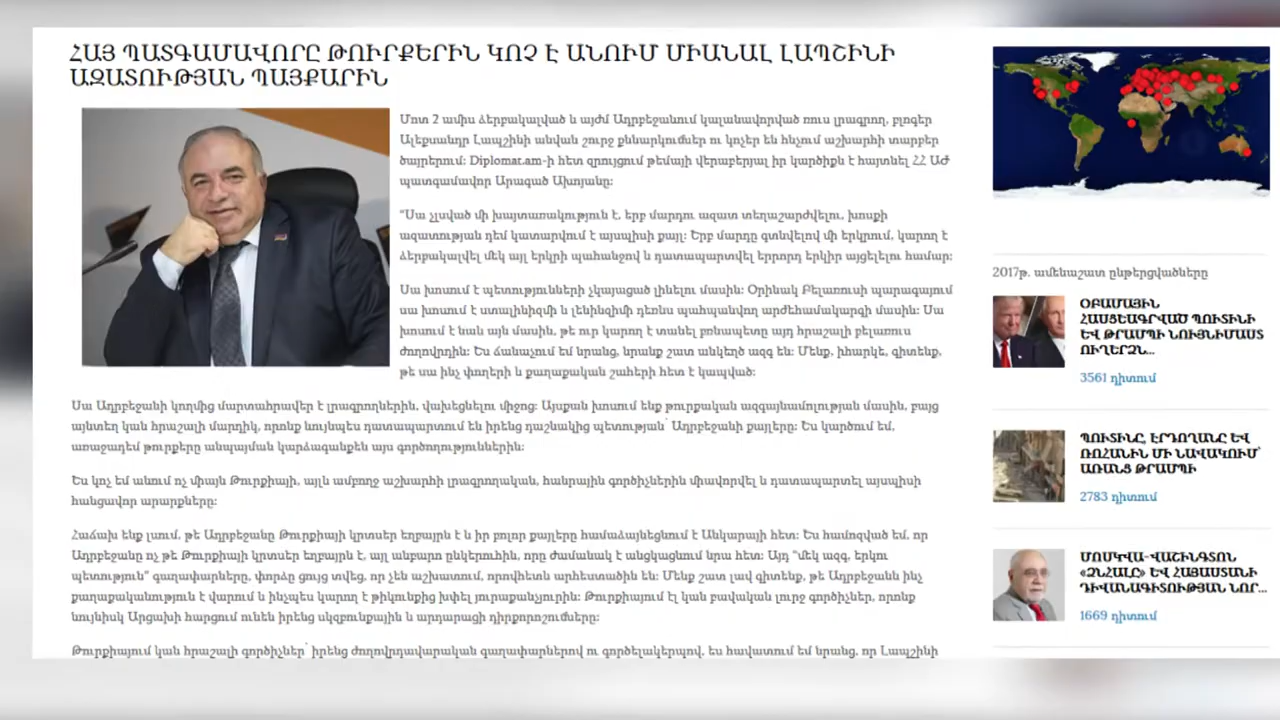 ՀԱՅ ՊԱՏԳԱՄԱՎՈՐԸ ԹՈՒՐՔԵՐԻՆ ԿՈՉ Է ԱՆՈՒՄ ՄԻԱՆԱԼ ԼԱՊՇԻՆԻ
ԱԶԱՏՈՒԹՅԱՆ ՊԱՅՔԱՐԻՆ
Մոտ 2 ամիս ձերբակալված և այժմ Ադրբեջանում կալանավորված ռուս լրագրող, բլոգեր
Ալեքսանդր Լապշինի անվան շուրջ քննարկումներ ու կոչեր են հնչում աշխարհի տարբեր
ծայրերում: Diplomat.am-ի հետ զրույցում թեմայի վերաբերյալ իր կարծիքն է հայտնել ՀՀ ԱԺ
պատգամավոր Արագած Ախոյանը:
"Սա չլսված մի խայտառակություն է, երբ մարդու ազատ տեղաշարժվելու, խոսքի
ազատության դեմ կատարվում է այսպիսի քայլ: Երբ մարդը գտնվելով մի երկրում, կարող է
ձերբակալվել մեկ այլ երկրի պահանջով և դատապարտվել երրորդ երկիր այցելելու համար:
Սա խոսում է պետությունների չկայացած լինելու մասին: Օրինակ Բելառուսի պարագայում
սա խոսում է ստալինիզմի և լենինզիմի դեռևս պահպանվող արժեհամակարգի մասին: Սա
խոսում է նաև այն մասին, թե ուր կարող է տանել բռնապետը այդ հրաշալի բելառուս
ժողովրդին: Ես ճանաչում եմ նրանց, նրանք շատ անկեղծ ազգ են: Մենք, իհարկե, գիտենք,
թե սա ինչ փողերի և քաղաքական շահերի հետ է կապված:
Սա Ադրբեջանի կողմից մարտահրավեր է լրագրողներին, վախեցնելու միջոց: Այսքան խոսում ենք թուրքական ազգայնամոլության մասին, բայց
այնտեղ կան հրաշալի մարդիկ, որոնք նույնպես դատապարտում են իրենց դաշնակից պետության՝ Ադրբեջանի քայլերը: Ես կարծում եմ,
առաջադեմ թուրքերը անպայման կարձագանքեն այս գործողություններին:
Ես կոչ եմ անում ոչ միայն Թուրքիայի, այլև ամբողջ աշխարհի լրագրողական, հանրային գործիչներին միավորվել և դատապարտել այսպիսի
հանցավոր արարքները:
Հաճախ ենք լսում, թե Ադրբեջանը Թուրքիայի կրտսեր եղբայրն է և իր բոլոր քայլերը համաձայնեցնում է Անկարայի հետ: Ես համոզված եմ, որ
Ադրբեջանը ոչ թե Թուրքիայի կրտսեր եղբայրն է, այլ անբարո ընկերուհին, որը ժամանակ է անցկացնում նրա հետ: Այդ "մեկ ազգ, երկու
պետություն" գաղափարները, փորձը ցույց տվեց, որ չեն աշխատում, որովհետև արհեստածին են: Մենք շատ լավ գիտենք, թե Ադրբեջանն ինչ
քաղաքականություն է վարում և ինչպես կարող է թիկունքից խփել յուրաքանչյուրին: Թուրքիայում էլ կան բավական լուրջ գործիչներ, որոնք
նույնիսկ Արցախի հարցում ունեն իրենց սկզբունքային և արդարացի դիրքորոշումները:
Թուրքիայում կան հրաշալի գործիչներ՝ իրենց ժողովրդավարական գաղափարներով ու գործելակերպով, ես հավատում եմ նրանց, որ Լապշինի
2017թ. ամենաշատ ընթերցվածները
ՕԲԱՄԱՅԻՆ
ՀԱՍՑԵԱԳՐՎԱԾ ՊՈՒՏԻՆԻ
ԵՎ ԹՐԱՄՊԻ ՆՈՒՅՆԻՄԱՍՏ
ՈՒՂԵՐՁՆ...
3561 դիտում
ՊՈՒՏԻՆԸ, ԷՐԴՈՂԱՆԸ ԵՎ
ՌՈՀԱՆԻՆ ՄԻ ՆԱՎԱԿՈՒՄ՝
ԱՌԱՆՑ ԹՐԱՄՊԻ
2783 դիտում
ՄՈՍԿՎԱ-ՎԱՇԻՆԳՏՈՆ
«ՁՆՀԱԼԸ» ԵՎ ՀԱՅԱՍՏԱՆԻ
ԴԻՎԱՆԱԳԻՏՈՒԹՅԱՆ ՆՈՐ...
1669 դիտում